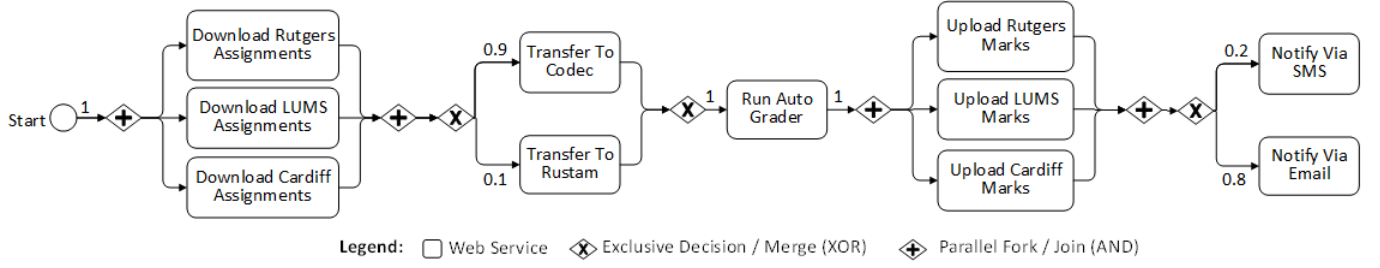 Start
1
Download Rutgers
Assignments
Download LUMS
Assignments
Download Cardiff
Assignments
0.9
0.1
Transfer To
Codec
Transfer To
Rustam
1
Run Auto
Grader
1
Upload Rutgers
Marks
Upload LUMS
Marks
Upload Cardiff
Marks
0.2
0.8
Notify Via
SMS
Notify Via
Email
Legend: Web Service Exclusive Decision / Merge (XOR) Parallel Fork / Join (AND)